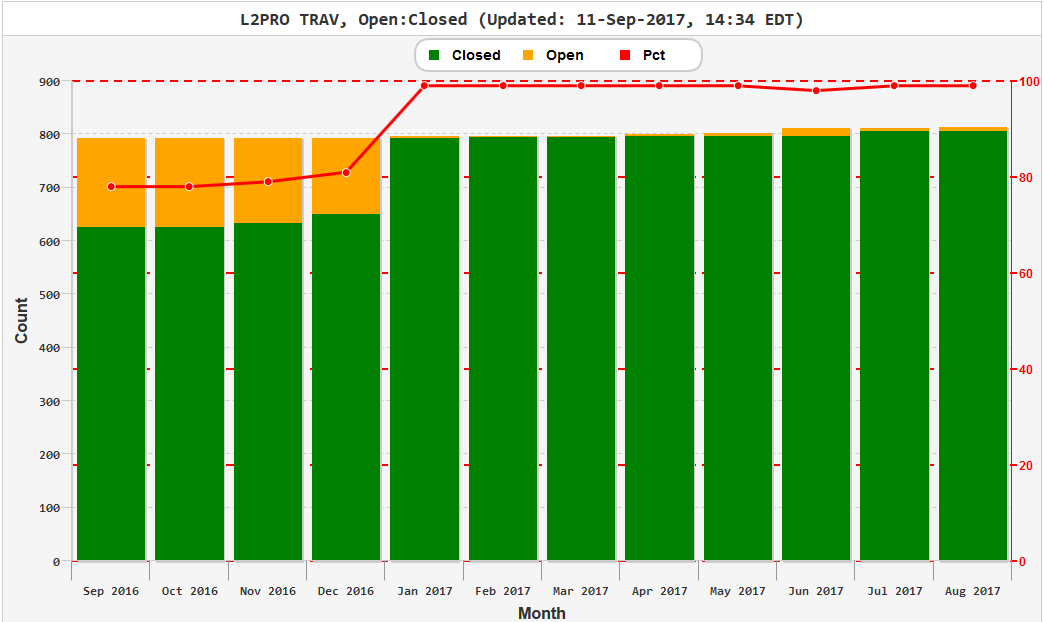 L2PRO TRAV, Open:Closed (Updated: 11-Sep-2017, 14:34 EDT)
Closed Open Pct
900 100
800
700 80
600
500 60
400 40
300
200 20
100
0 0
Count
Sep 2016 Oct 2016 Nov 2016 Dec 2016 Jan 2017 Feb 2017 Mar 2017 Apr 2017 May 2017 Jun 2017 Jul 2017 Aug 2017
Month